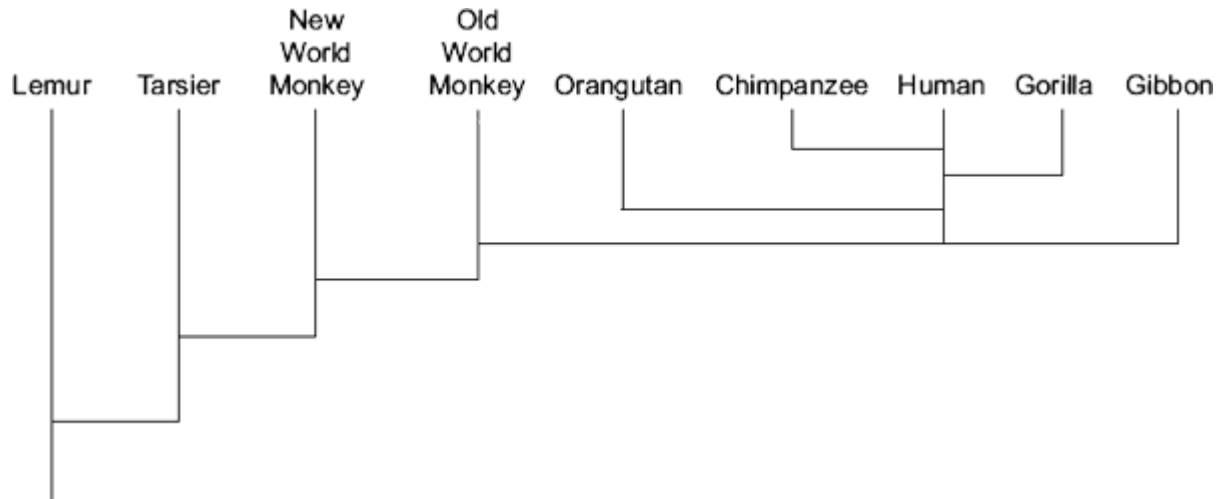 New
World
Monkey
Old
World
Monkey
Lemur
Tarsier
Orangutan
Chimpanzee
Human
Gorilla
Gibbon